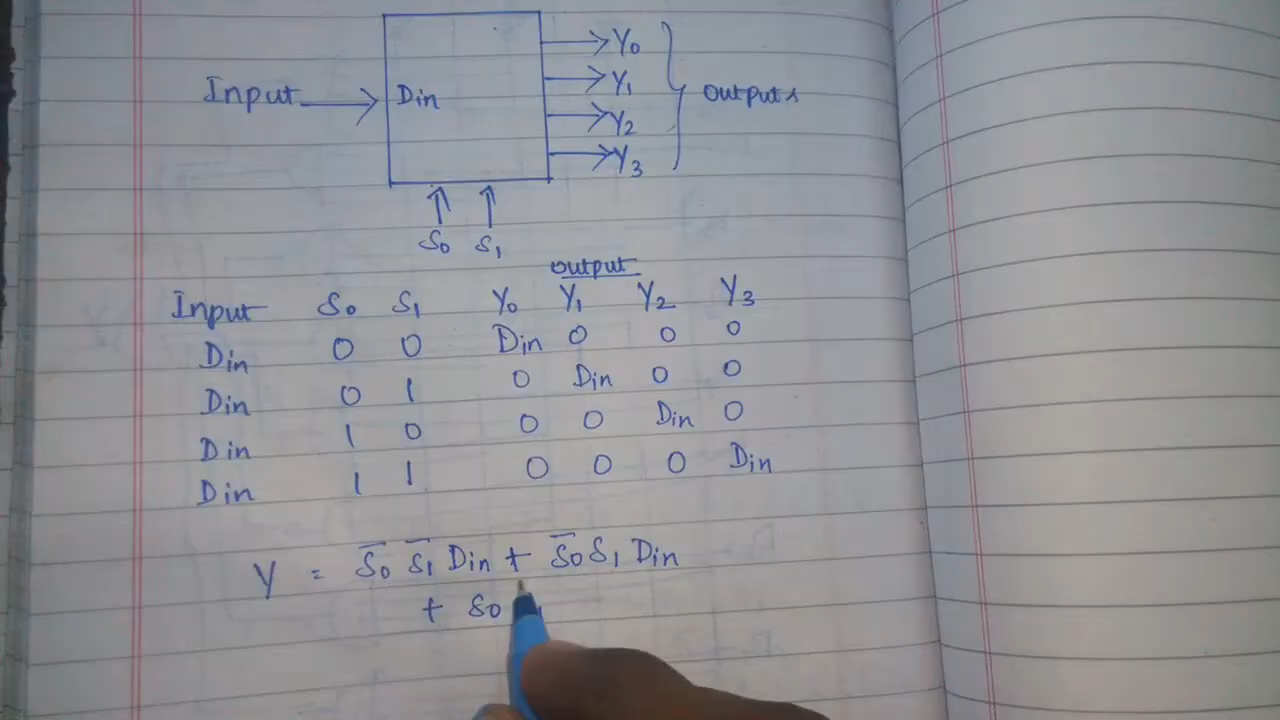 Y0
Y1
Input Din Outputs
Y2
Y3
S0 S1
Output
Input S0 S1 Y0 Y1 Y2 Y3
Din 0 0 Din 0 0 0
Din 0 1 0 Din 0 0
Din 1 0 0 0 Din 0
Din 1 1 0 0 0 Din
Y = S̅0 S̅1 Din + S̅0 S1 Din
+ S0